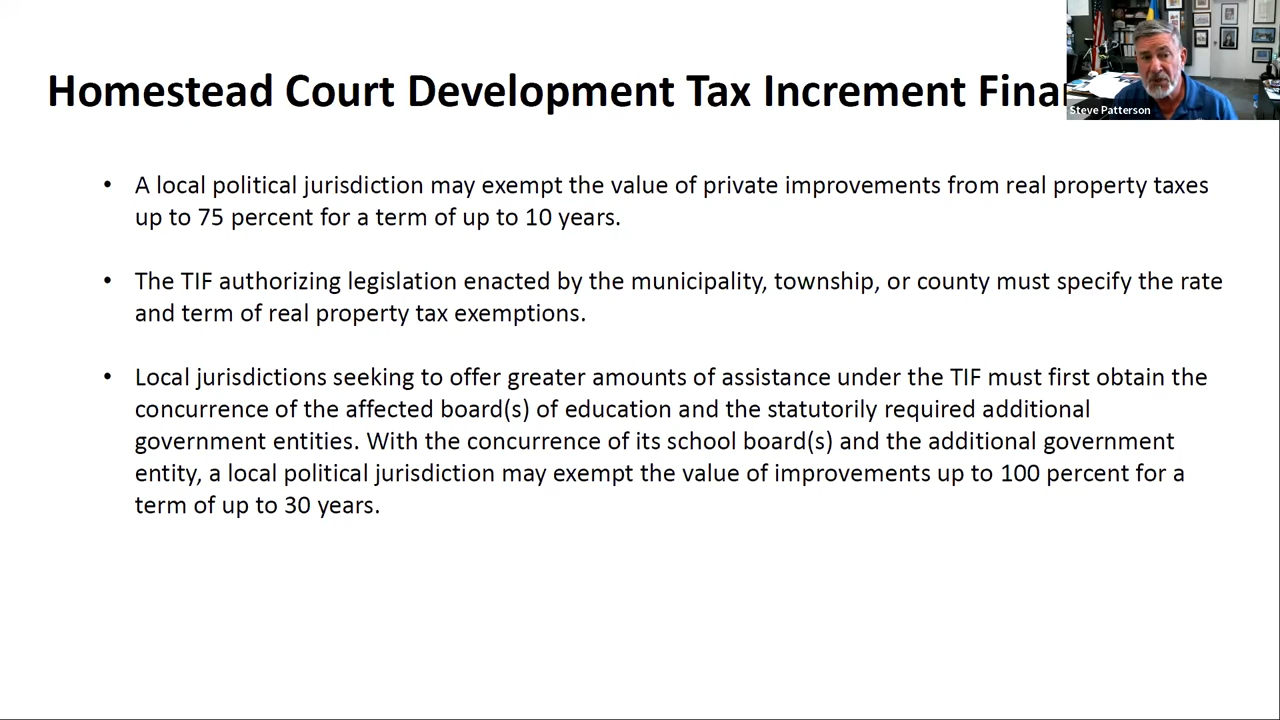 Homestead Court Development Tax Increment Fina
Steve Patterson
• A local political jurisdiction may exempt the value of private improvements from real property taxes
up to 75 percent for a term of up to 10 years.
• The TIF authorizing legislation enacted by the municipality, township, or county must specify the rate
and term of real property tax exemptions.
• Local jurisdictions seeking to offer greater amounts of assistance under the TIF must first obtain the
concurrence of the affected board(s) of education and the statutorily required additional
government entities. With the concurrence of its school board(s) and the additional government
entity, a local political jurisdiction may exempt the value of improvements up to 100 percent for a
term of up to 30 years.